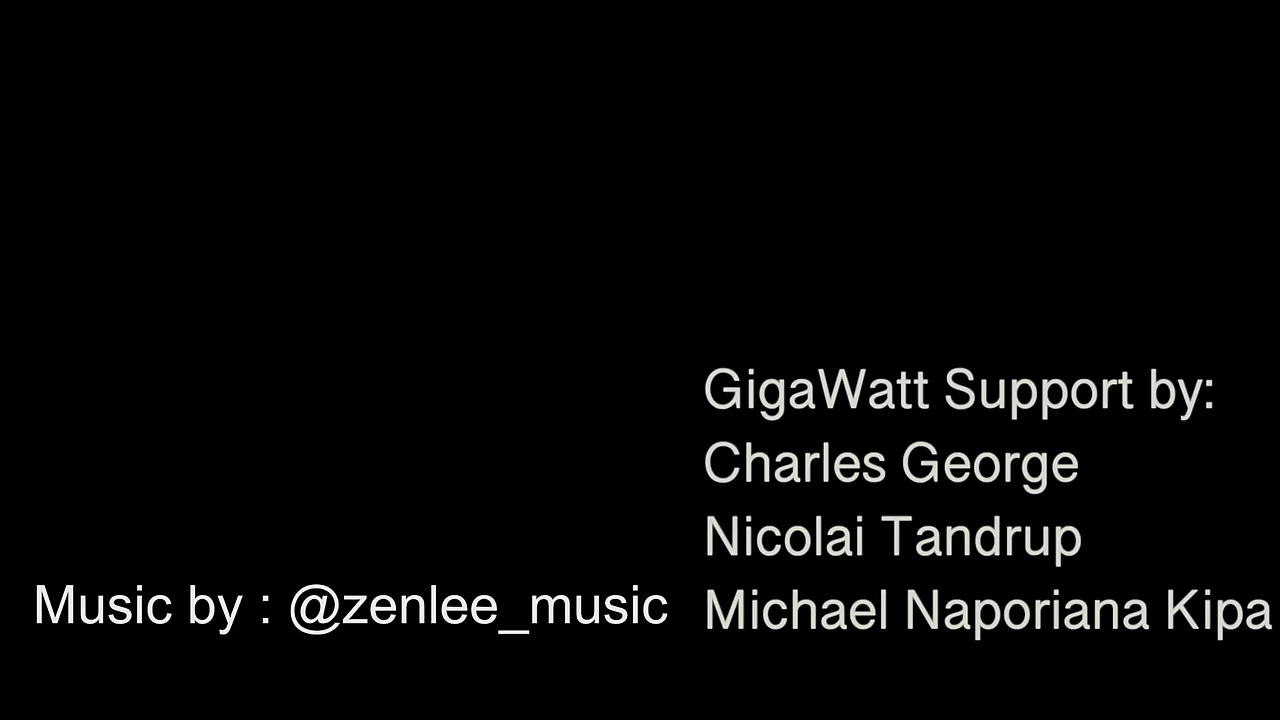 GigaWatt Support by:
Charles George
Nicolai Tandrup
Michael Naporiana Kipa
Music by : @zenlee_music